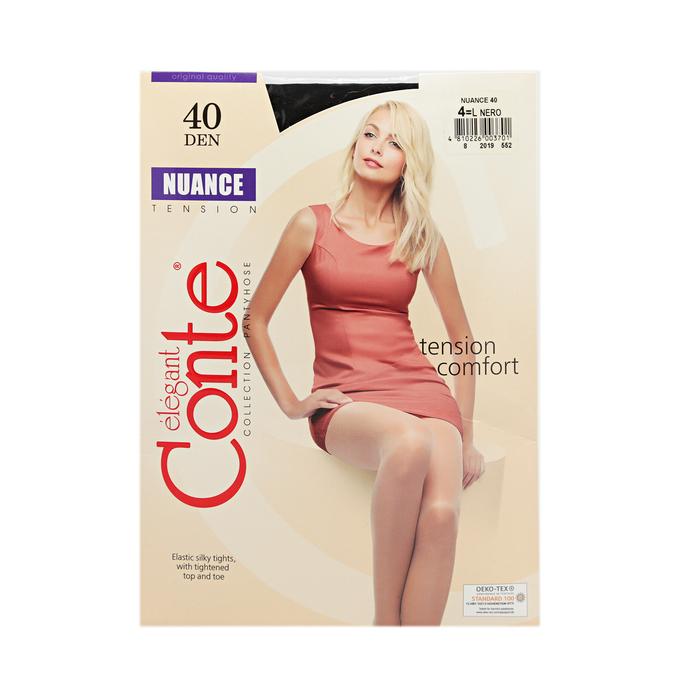 original quality
40
DEN
NUANCE
TENSION
élégant
Conte®
COLLECTION PANTYHOSE
NUANCE 40
4=L NERO
4 810226 003701
8 2019 552
tension
comfort
Elastic silky tights,
with tightened
top and toe
OEKO-TEX®
STANDARD 100